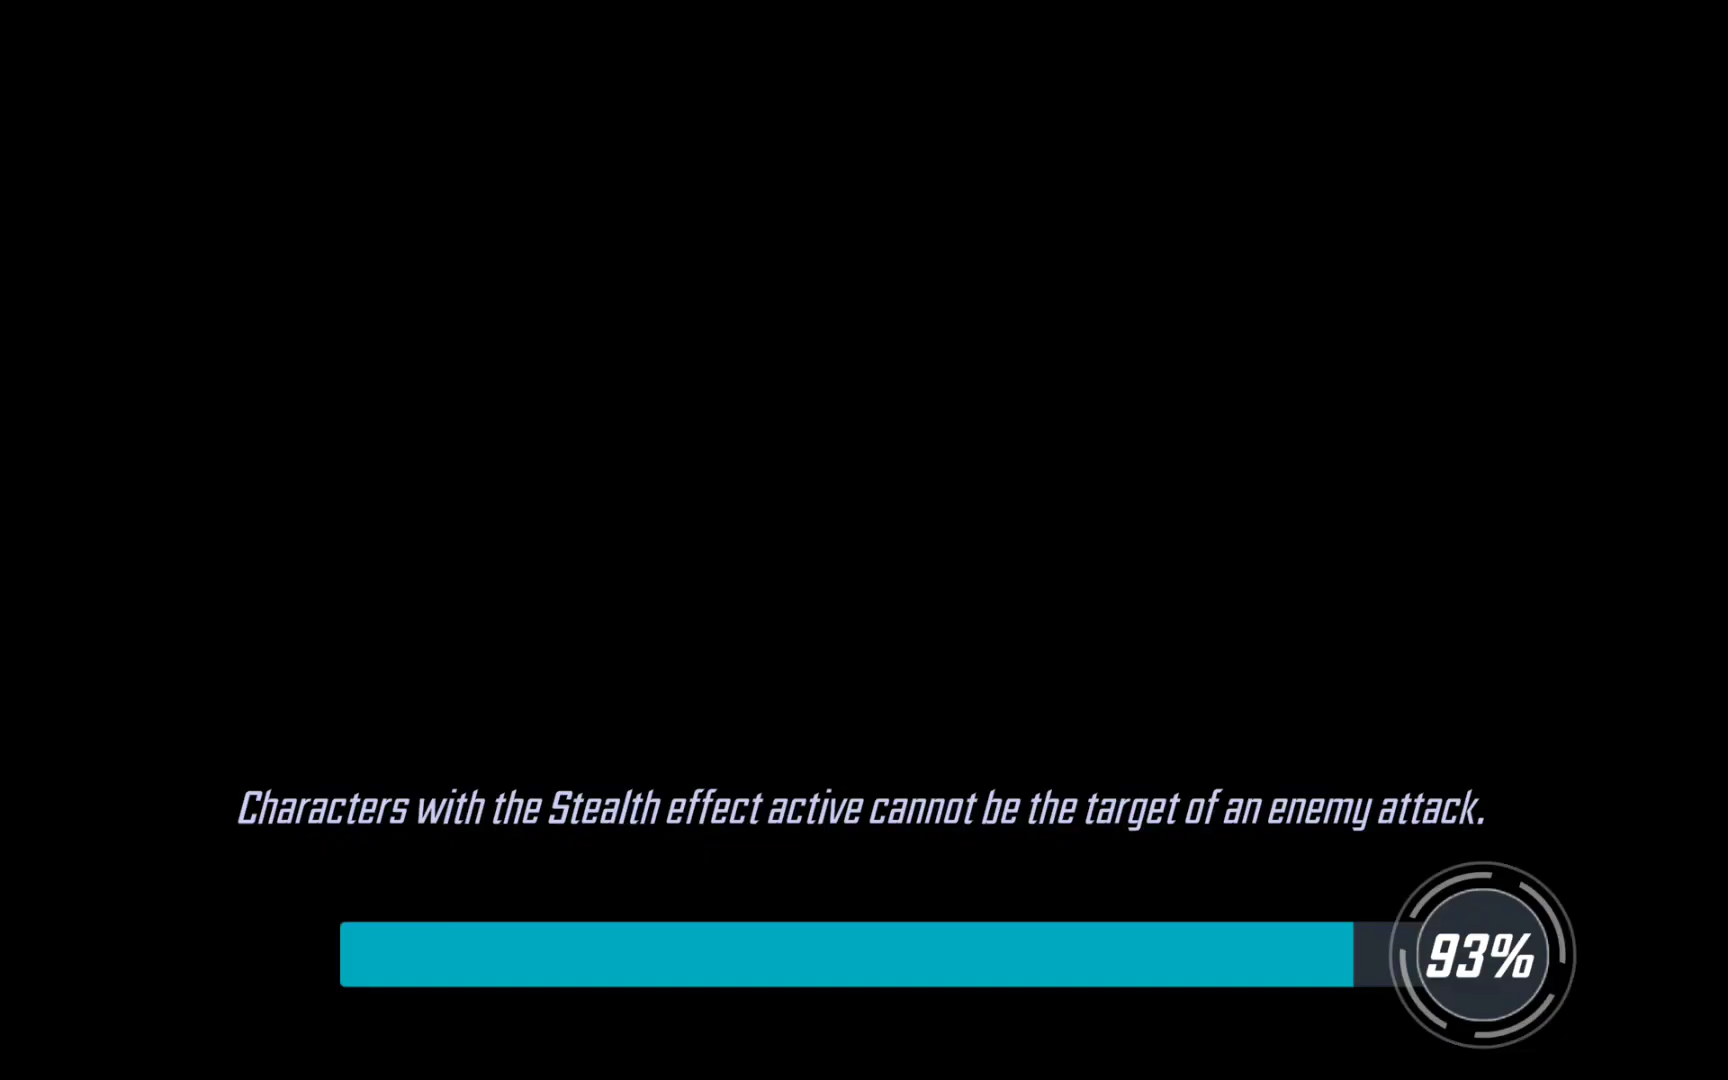 Characters with the Stealth effect active cannot be the target of an enemy attack.
93%